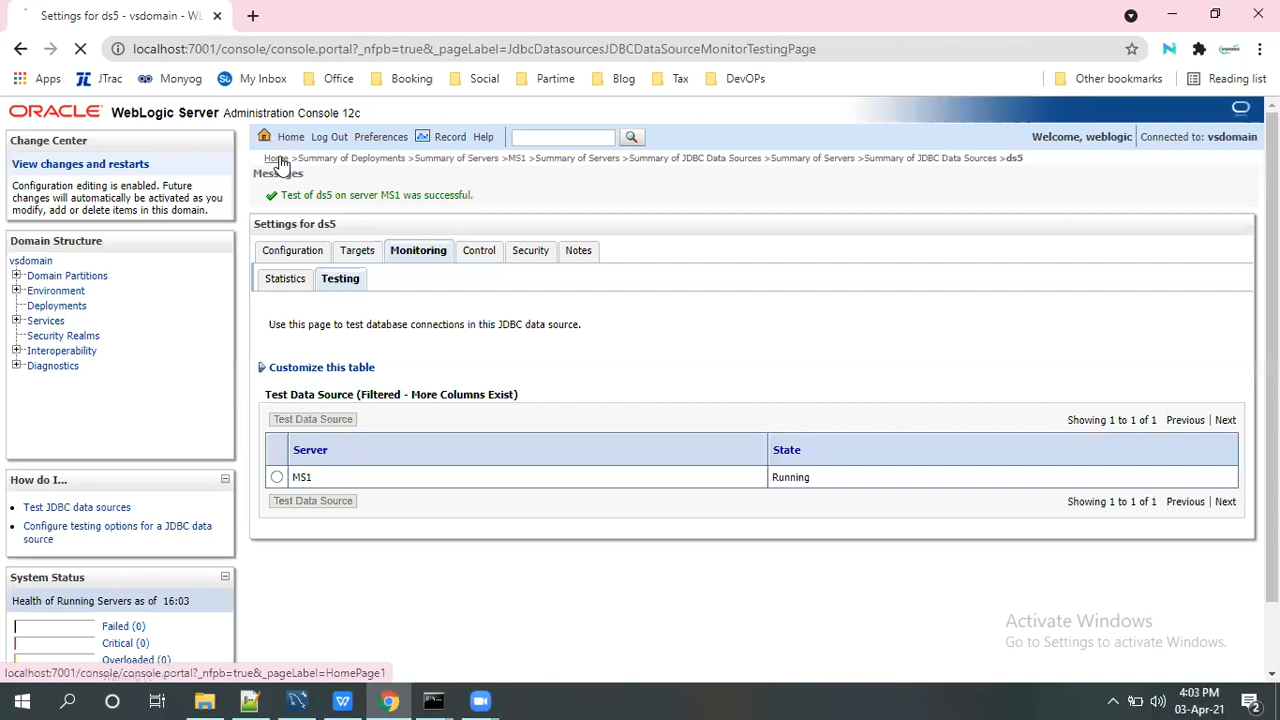 Settings for ds5 - vsdomain - WL
localhost:7001/console/console.portal?_nfpb=true&_pageLabel=JdbcDatasources/DBCDataSourceMonitorTestingPage
Apps JTrac Monyog My Inbox Office Booking Social Partime Blog Tax DevOps Other bookmarks Reading list
ORACLE WebLogic Server Administration Console 12c
Change Center
View changes and restarts
Configuration editing is enabled. Future
changes will automatically be activated as you
modify, add or delete items in this domain.
Domain Structure
vsdomain
Domain Partitions
Environment
Deployments
Services
Security Realms
Interoperability
Diagnostics
How do I...
Test JDBC data sources
Configure testing options for a JDBC data
source
System Status
Health of Running Servers as of 16:03
Failed (0)
Critical (0)
Overloaded (0)
Home Log Out Preferences Record Help
Welcome, weblogic Connected to: vsdomain
Home >Summary of Deployments >Summary of Servers >MS1 >Summary of Servers >Summary of JDBC Data Sources >Summary of Servers >Summary of JDBC Data Sources >ds5
Messages
Test of ds5 on server MS1 was successful.
Settings for ds5
Configuration Targets Monitoring Control Security Notes
Statistics Testing
Use this page to test database connections in this JDBC data source.
Customize this table
Test Data Source (Filtered - More Columns Exist)
Test Data Source Showing 1 to 1 of 1 Previous | Next
Server State
MS1 Running
Test Data Source Showing 1 to 1 of 1 Previous | Next
Activate Windows
Go to Settings to activate Windows.
localhost:7001/console/console.portal?_nfpb=true&_pageLabel=HomePage1
4:03 PM
03-Apr-21
2